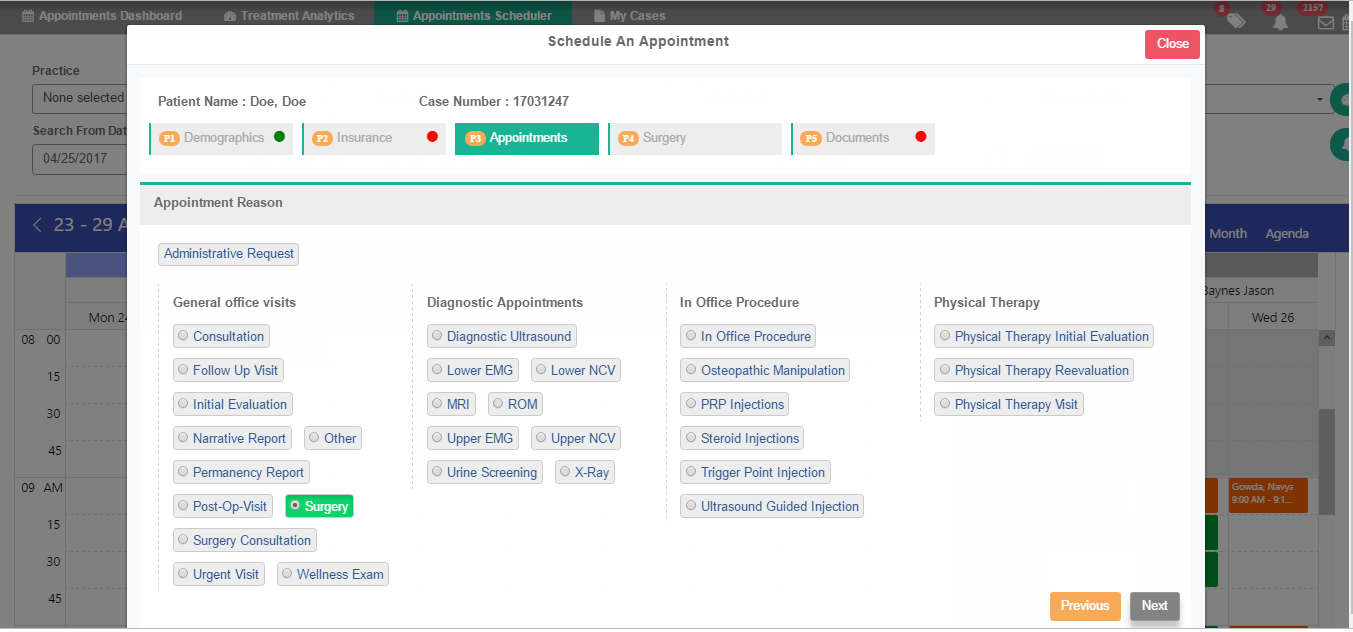 Appointments Dashboard Treatment Analytics Appointments Scheduler My Cases 8 29 2157
Schedule An Appointment
Close
Practice
None selected
Search From Dat
04/25/2017
Patient Name : Doe, Doe Case Number : 17031247
P1 Demographics P2 Insurance P3 Appointments P4 Surgery P5 Documents
Appointment Reason
23 - 29 A
Month Agenda
Administrative Request
General office visits
Consultation
Follow Up Visit
Initial Evaluation
Narrative Report Other
Permanency Report
Post-Op-Visit Surgery
Surgery Consultation
Urgent Visit Wellness Exam
Diagnostic Appointments
Diagnostic Ultrasound
Lower EMG Lower NCV
MRI ROM
Upper EMG Upper NCV
Urine Screening X-Ray
In Office Procedure
In Office Procedure
Osteopathic Manipulation
PRP Injections
Steroid Injections
Trigger Point Injection
Ultrasound Guided Injection
Physical Therapy
Physical Therapy Initial Evaluation
Physical Therapy Reevaluation
Physical Therapy Visit
Baynes Jason
Mon 24
Wed 26
08 00
15
30
45
09 AM
15
30
45
Gowda, Navya
9:00 AM - 9:1...
Previous Next